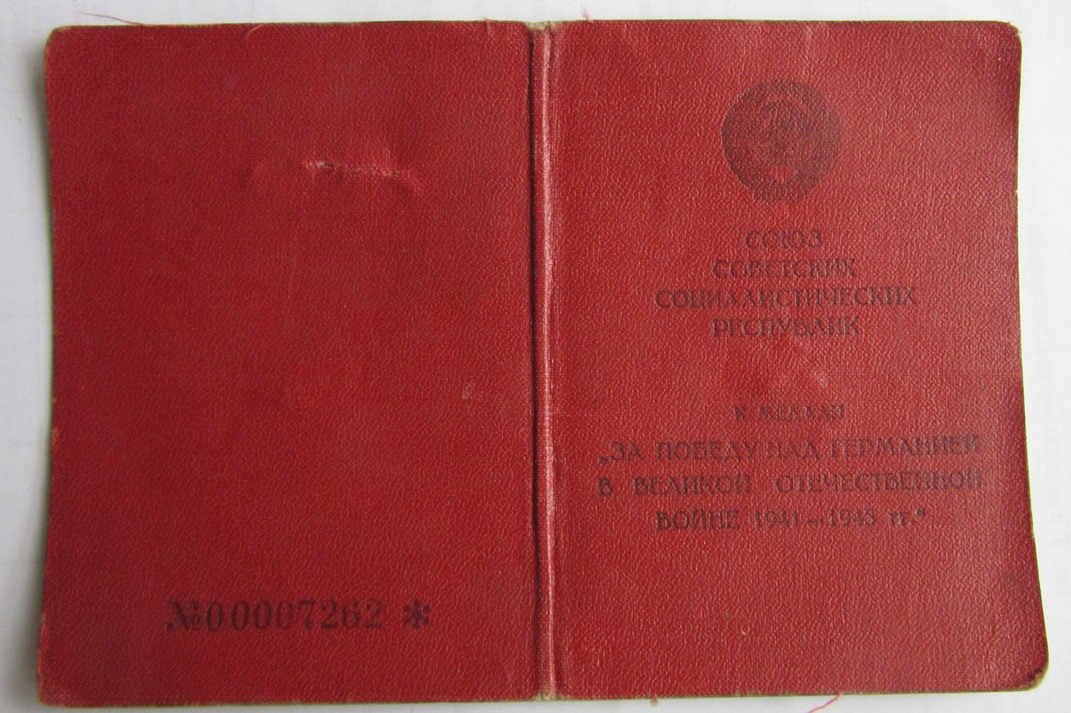 №00007262 *
СОЮЗ
СОВЕТСКИХ
СОЦИАЛИСТИЧЕСКИХ
РЕСПУБЛИК
К МЕДАЛИ
„ЗА ПОБЕДУ НАД ГЕРМАНИЕЙ
В ВЕЛИКОЙ ОТЕЧЕСТВЕННОЙ
ВОЙНЕ 1941—1945 гг.“